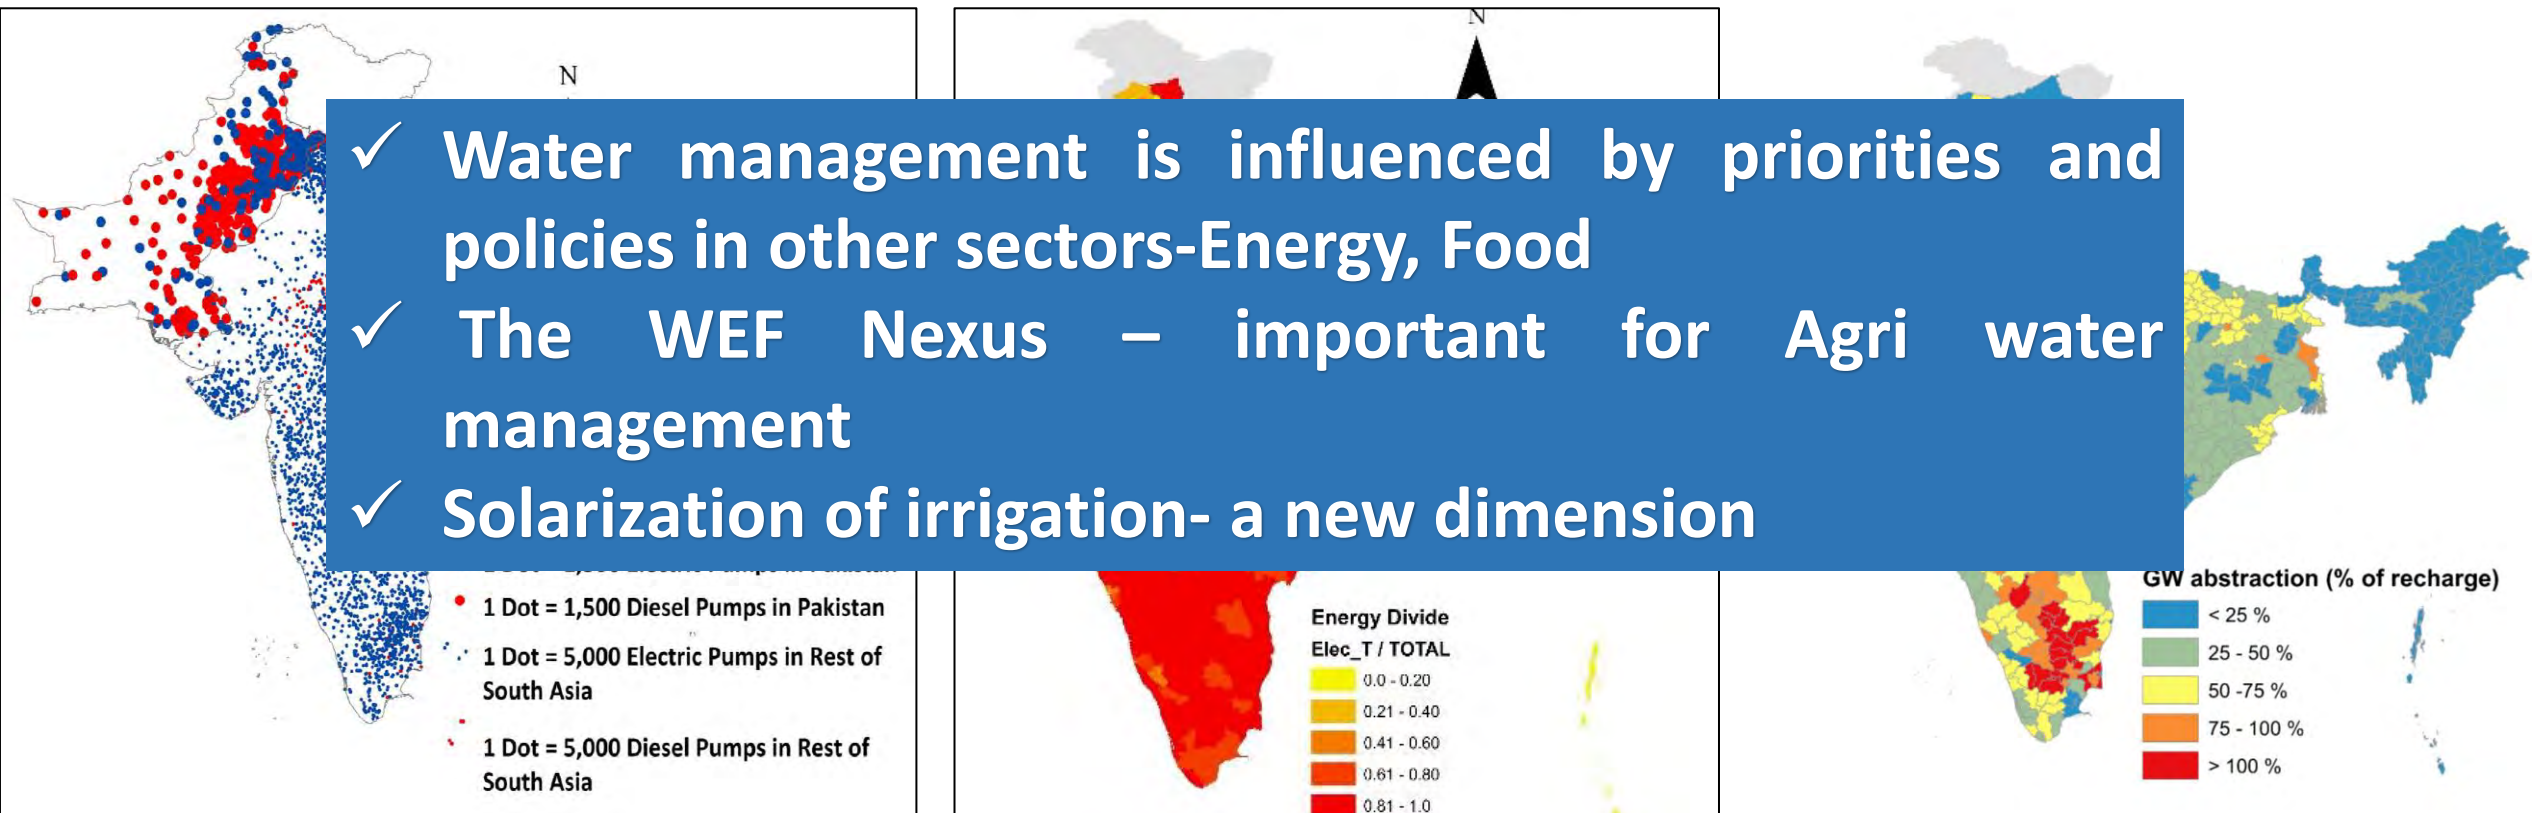 N
N
✓ Water management is influenced by priorities and
policies in other sectors-Energy, Food
✓ The WEF Nexus – important for Agri water
management
✓ Solarization of irrigation- a new dimension
1 Dot = 1,500 Diesel Pumps in Pakistan
1 Dot = 5,000 Electric Pumps in Rest of
South Asia
1 Dot = 5,000 Diesel Pumps in Rest of
South Asia
Energy Divide
Elec_T / TOTAL
0.0 - 0.20
0.21 - 0.40
0.41 - 0.60
0.61 - 0.80
0.81 - 1.0
GW abstraction (% of recharge)
< 25 %
25 - 50 %
50 -75 %
75 - 100 %
> 100 %